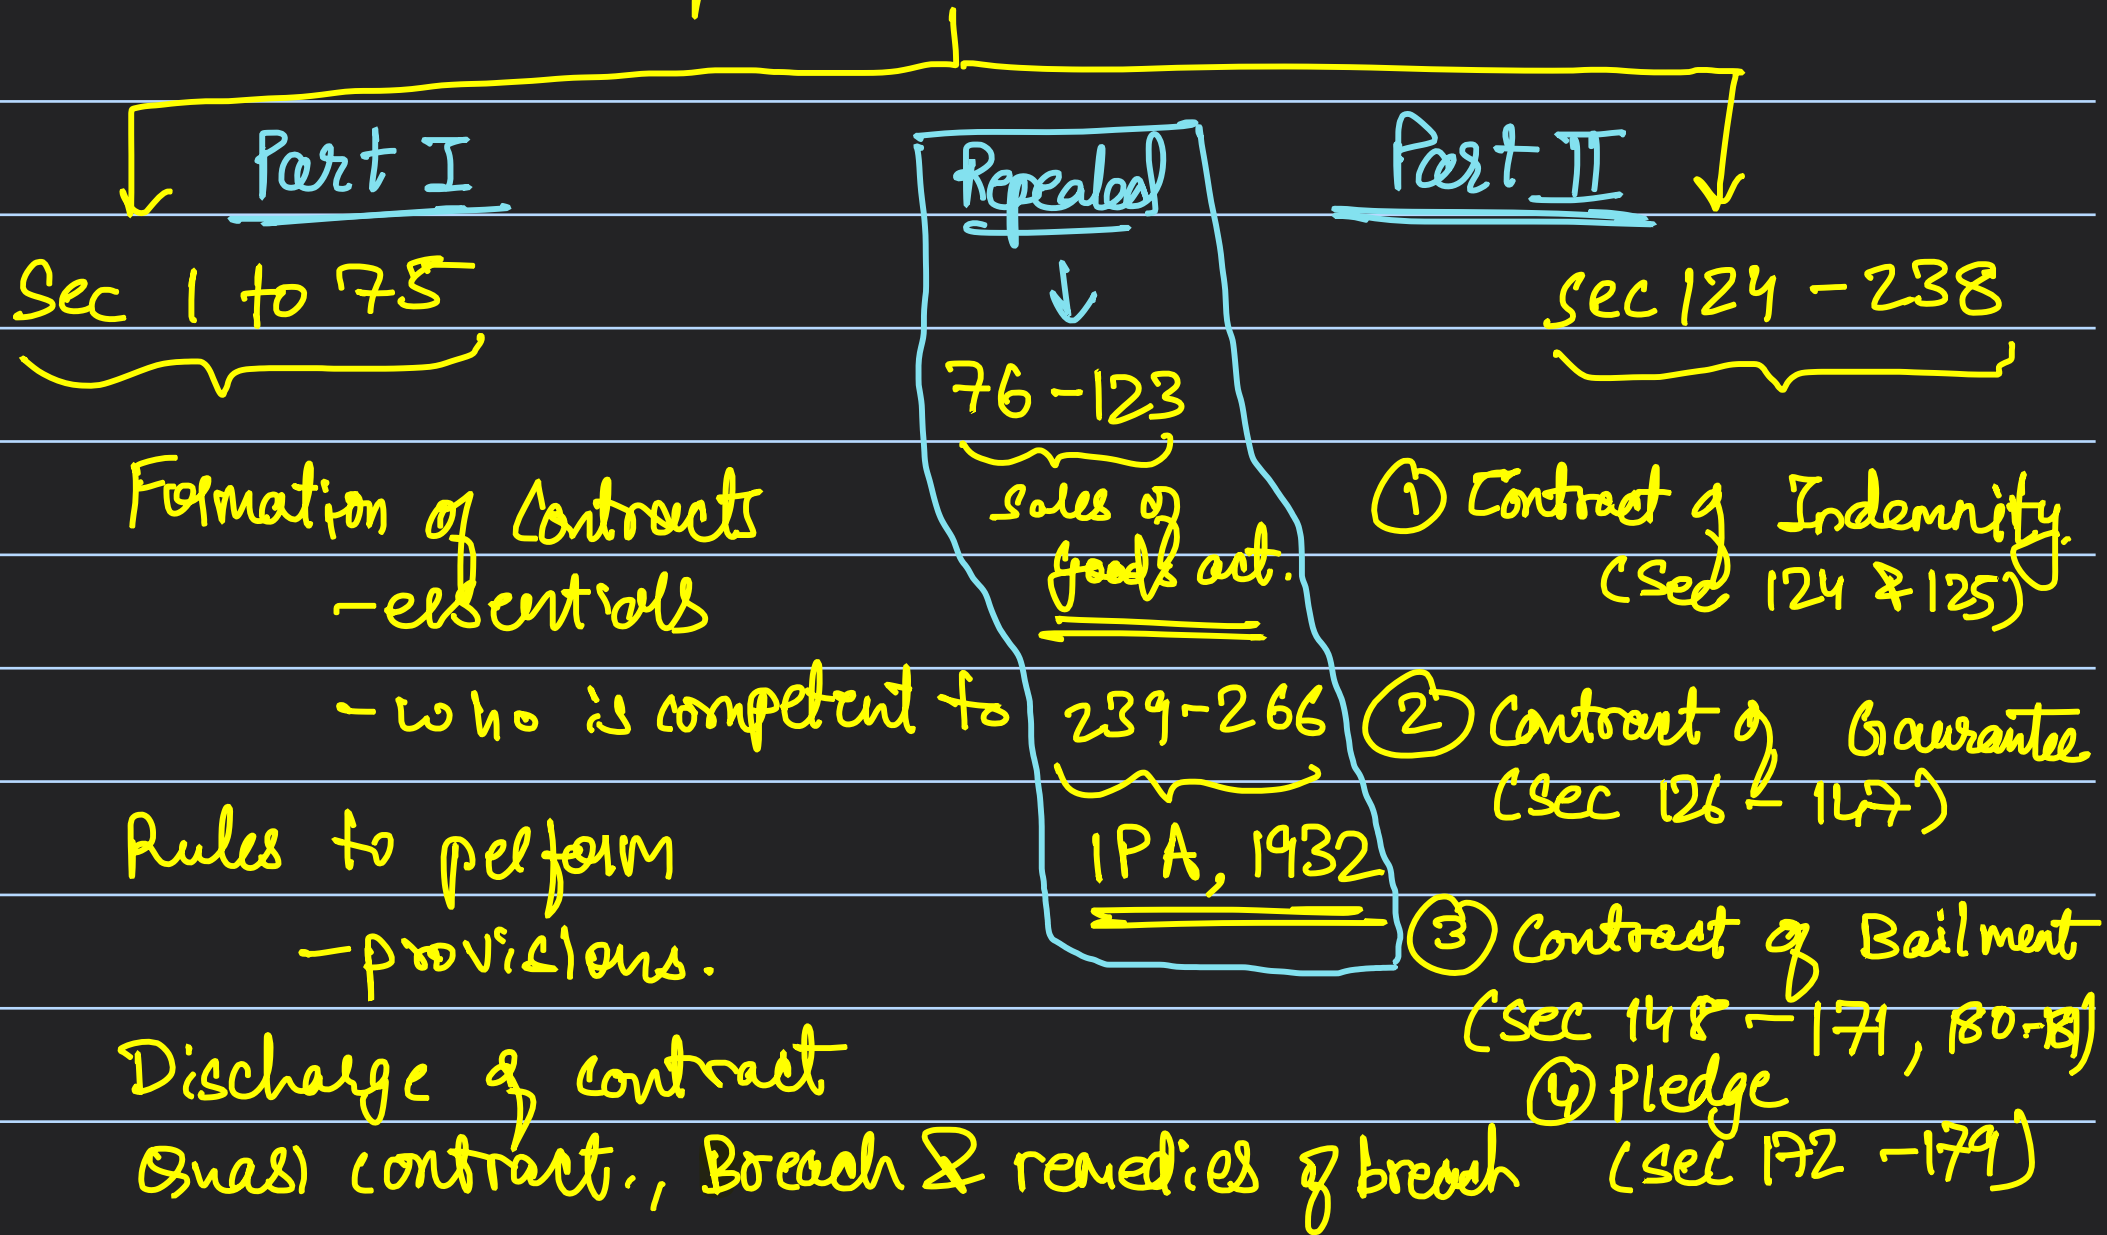 Part I
Sec 1 to 75
Formation of Contracts
-essentials
-who is competent to
Rules to perform
-provisions.
Discharge of contract
Quasi contract., Breach & remedies of breach
Repealed
76-123
Sales of
goods act.
239-266
IPA, 1932
Part II
Sec 124-238
① Contract of Indemnity.
(Sec 124 & 125)
② Contract of Gaurantee
(Sec 126-147)
③ Contract of Bailment
(Sec 148-171, 180-181)
④ Pledge
(Sec 172-179)